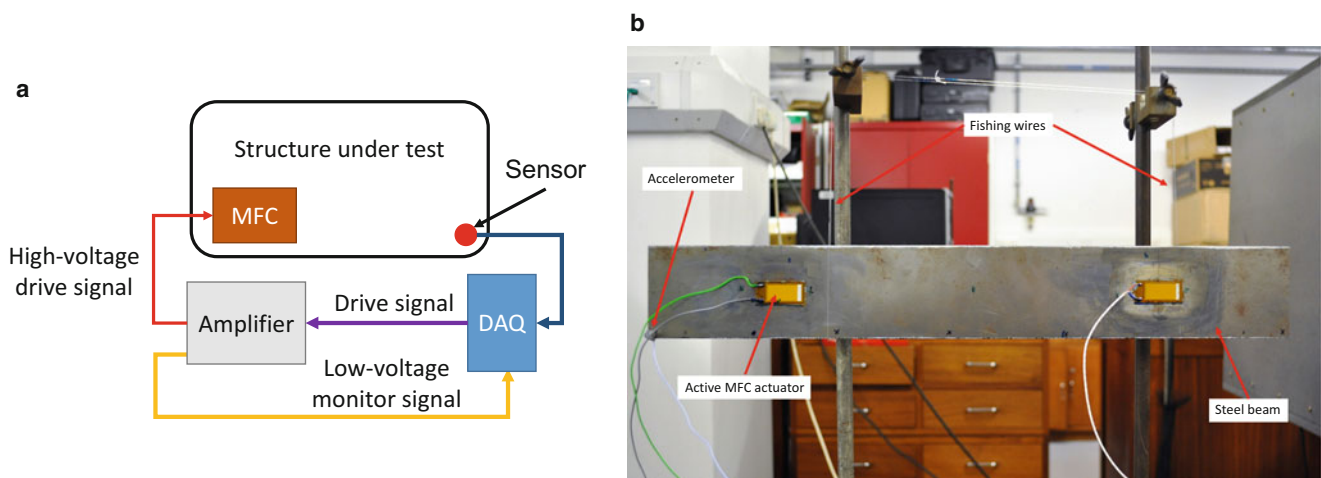 a
Structure under test
Sensor
MFC
High-voltage
drive signal
Amplifier
Drive signal
DAQ
Low-voltage
monitor signal
b
Fishing wires
Accelerometer
Active MFC actuator
Steel beam